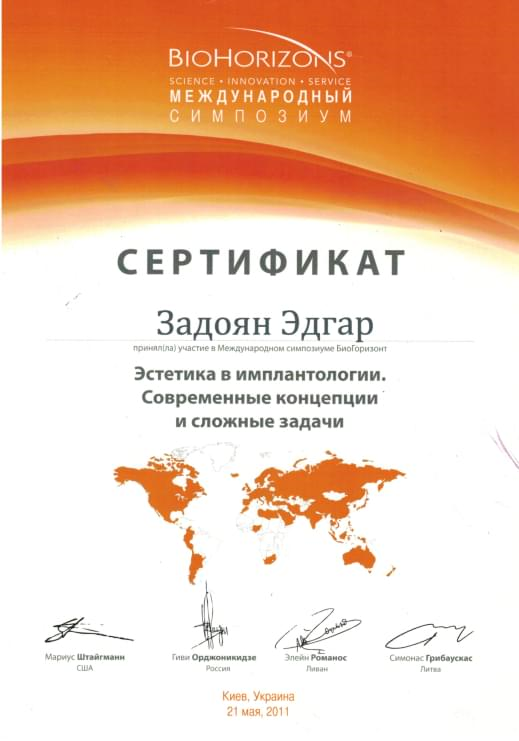 BIOHORIZONS®
SCIENCE • INNOVATION • SERVICE
МЕЖДУНАРОДНЫЙ
СИМПОЗИУМ
СЕРТИФИКАТ
Задоян Эдгар
принял(ла) участие в Международном симпозиуме БиоГоризонт
Эстетика в имплантологии.
Современные концепции
и сложные задачи
Мариус Штайгманн Гиви Орджоникидзе Элейн Романос Симонас Грибаускас
США Россия Ливан Литва
Киев, Украина
21 мая, 2011